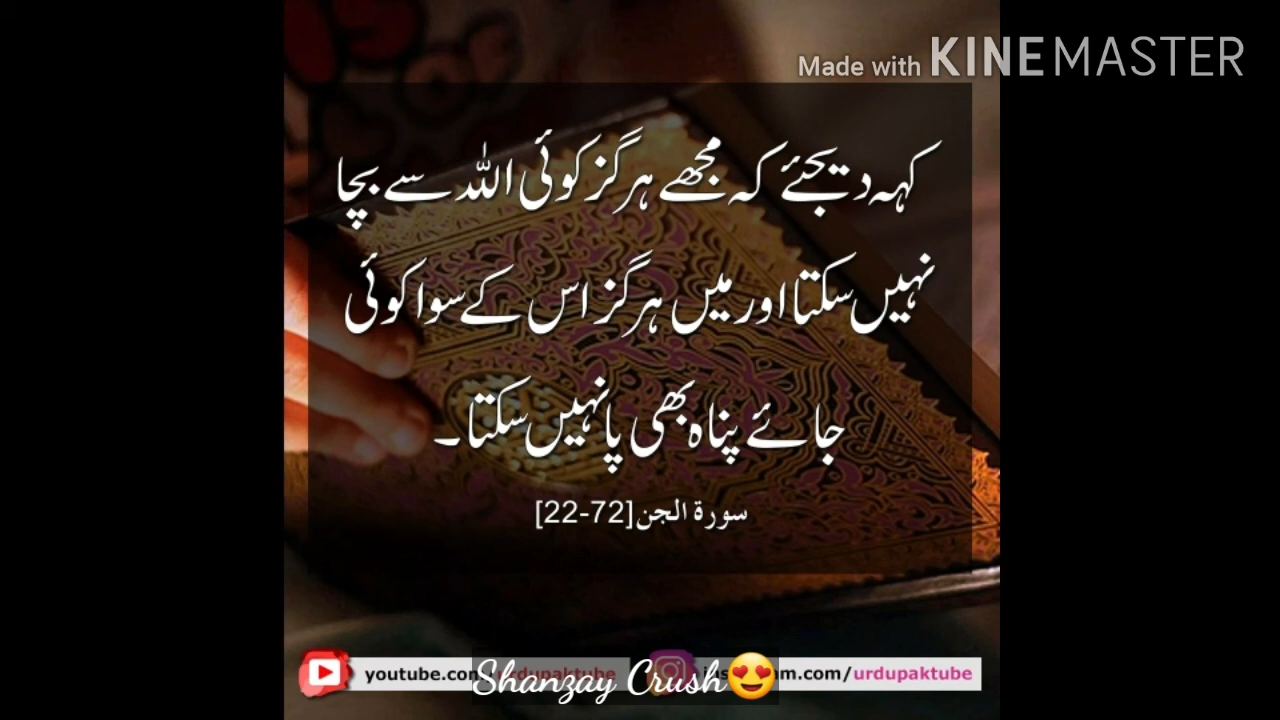 Made with KINEMASTER
کہہ دیجئے کہ مجھے ہرگز کوئی اللہ سے بچا
نہیں سکتا اور میں ہرگز اس کے سوا کوئی
جائے پناہ بھی پا نہیں سکتا۔
سورۃ الجن[22-72]
youtube.com/urdupaktube
Shanzay Crush😍
am.com/urdupaktube